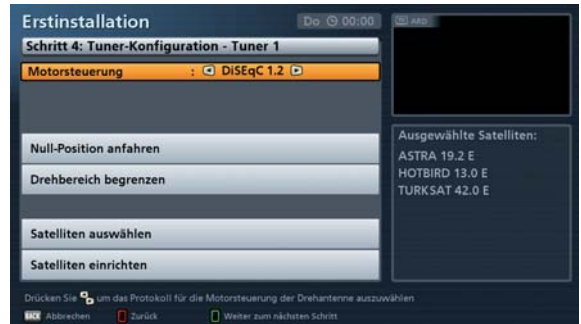 Erstinstallation
Do 00:00
ARD
Schritt 4: Tuner-Konfiguration - Tuner 1
Motorsteuerung : DiSEqC 1.2
Null-Position anfahren
Drehbereich begrenzen
Satelliten auswählen
Satelliten einrichten
Ausgewählte Satelliten:
ASTRA 19.2 E
HOTBIRD 13.0 E
TURKSAT 42.0 E
Drücken Sie um das Protokoll für die Motorsteuerung der Drehantenne auszuwählen
BACK Abbrechen Zurück Weiter zum nächsten Schritt